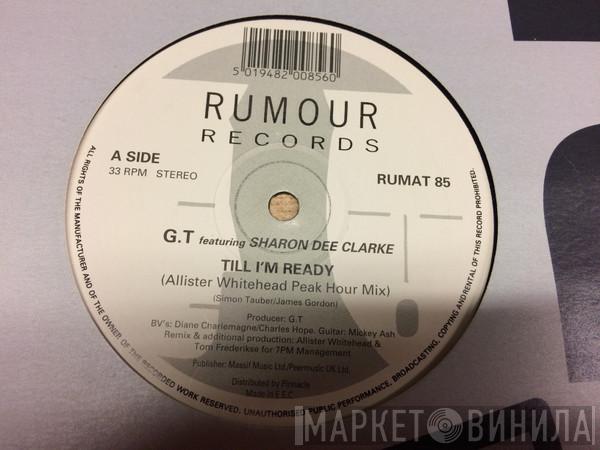 5 019482 008560
RUMOUR
RECORDS
A SIDE
33 RPM STEREO
RUMAT 85
G.T featuring SHARON DEE CLARKE
TILL I'M READY
(Allister Whitehead Peak Hour Mix)
(Simon Tauber/James Gordon)
Producer: G.T
BV's: Diane Charlemagne/Charles Hope. Guitar: Mickey Ash
Remix & additional production: Allister Whitehead &
Tom Frederikse for 7PM Management
Publisher: Massif Music Ltd./Peermusic UK Ltd.
Distributed by Pinnacle
Made in E.E.C.
ALL RIGHTS OF THE MANUFACTURER AND OF THE OWNER OF THE RECORDED WORK RESERVED. UNAUTHORISED PUBLIC PERFORMANCE, BROADCASTING, COPYING AND RENTAL OF THIS RECORD PROHIBITED.
МАРКЕТ ВИНИЛА